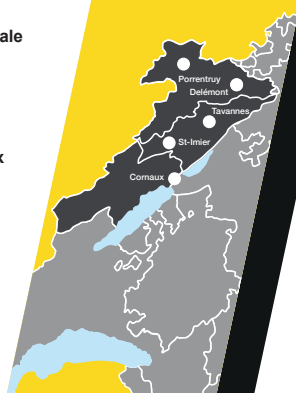 ale
Porrentruy
Delémont
Tavannes
St-Imier
x
Cornaux